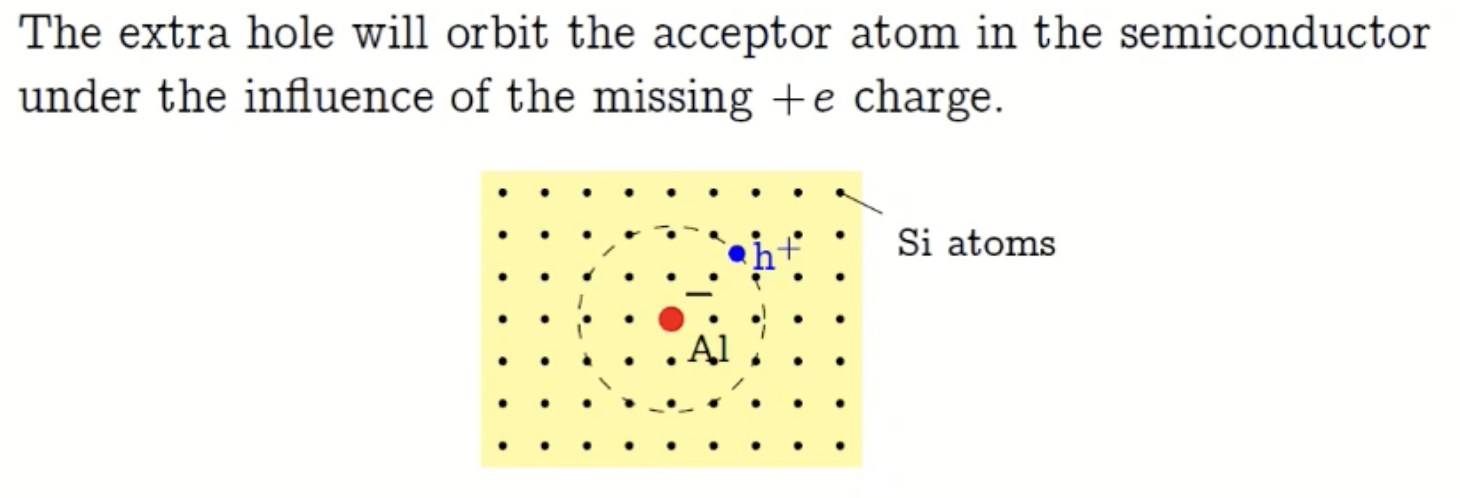 The extra hole will orbit the acceptor atom in the semiconductor
under the influence of the missing +e charge.
h⁺
Si atoms
−
Al